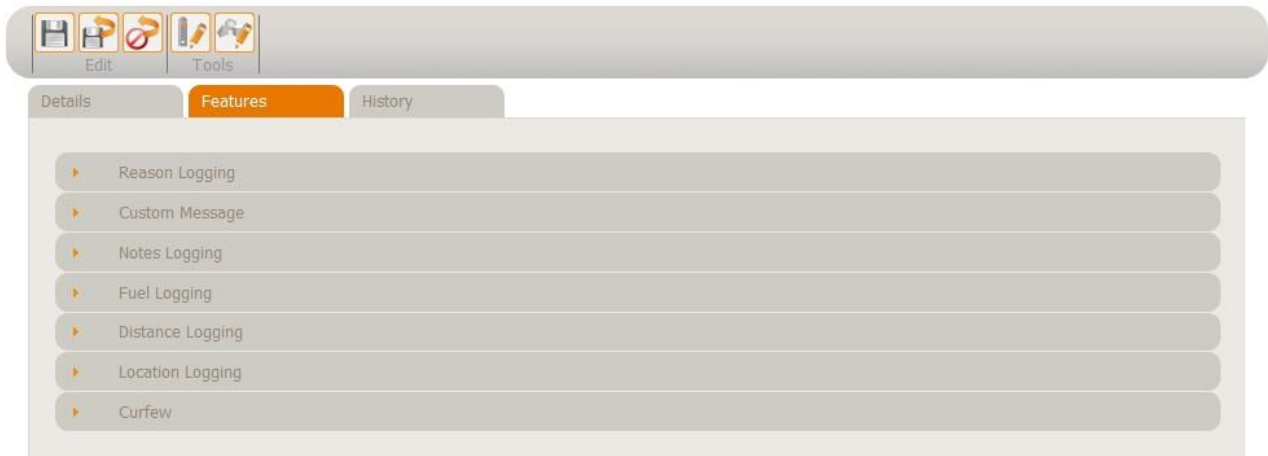 Edit Tools
Details Features History
Reason Logging
Custom Message
Notes Logging
Fuel Logging
Distance Logging
Location Logging
Curfew